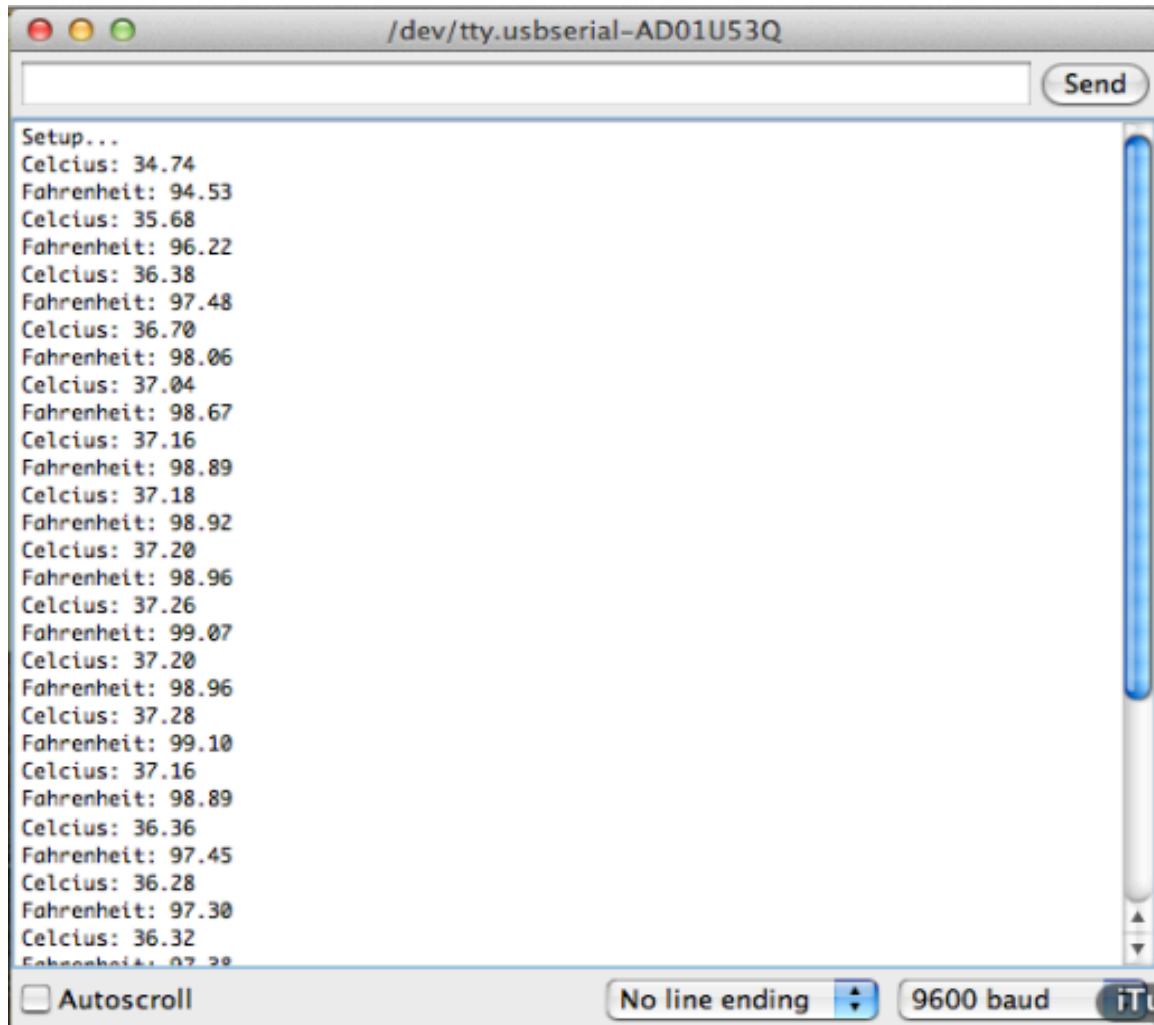 /dev/tty.usbserial-AD01U53Q
Send
Setup...
Celcius: 34.74
Fahrenheit: 94.53
Celcius: 35.68
Fahrenheit: 96.22
Celcius: 36.38
Fahrenheit: 97.48
Celcius: 36.70
Fahrenheit: 98.06
Celcius: 37.04
Fahrenheit: 98.67
Celcius: 37.16
Fahrenheit: 98.89
Celcius: 37.18
Fahrenheit: 98.92
Celcius: 37.20
Fahrenheit: 98.96
Celcius: 37.26
Fahrenheit: 99.07
Celcius: 37.20
Fahrenheit: 98.96
Celcius: 37.28
Fahrenheit: 99.10
Celcius: 37.16
Fahrenheit: 98.89
Celcius: 36.36
Fahrenheit: 97.45
Celcius: 36.28
Fahrenheit: 97.30
Celcius: 36.32
Fahrenheit: 97.38
Autoscroll No line ending 9600 baud